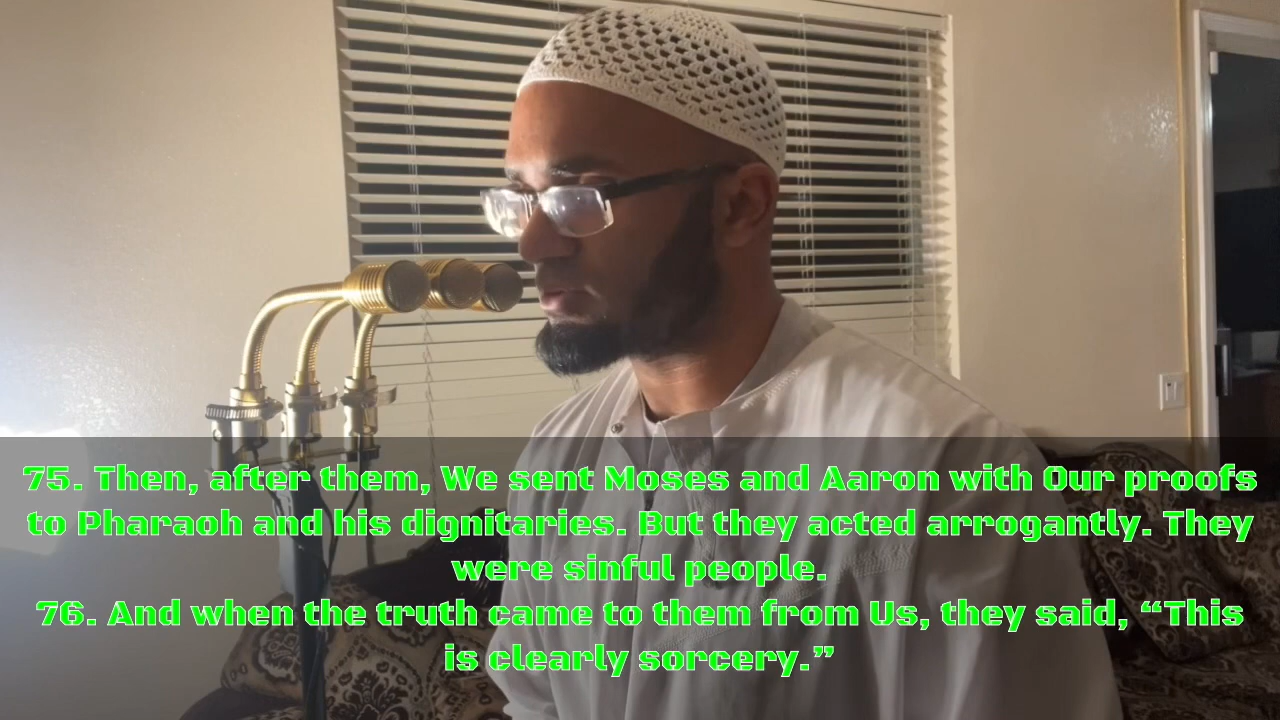 75. Then, after them, We sent Moses and Aaron with Our proofs
to Pharaoh and his dignitaries. But they acted arrogantly. They
were sinful people.
76. And when the truth came to them from Us, they said, “This
is clearly sorcery.”